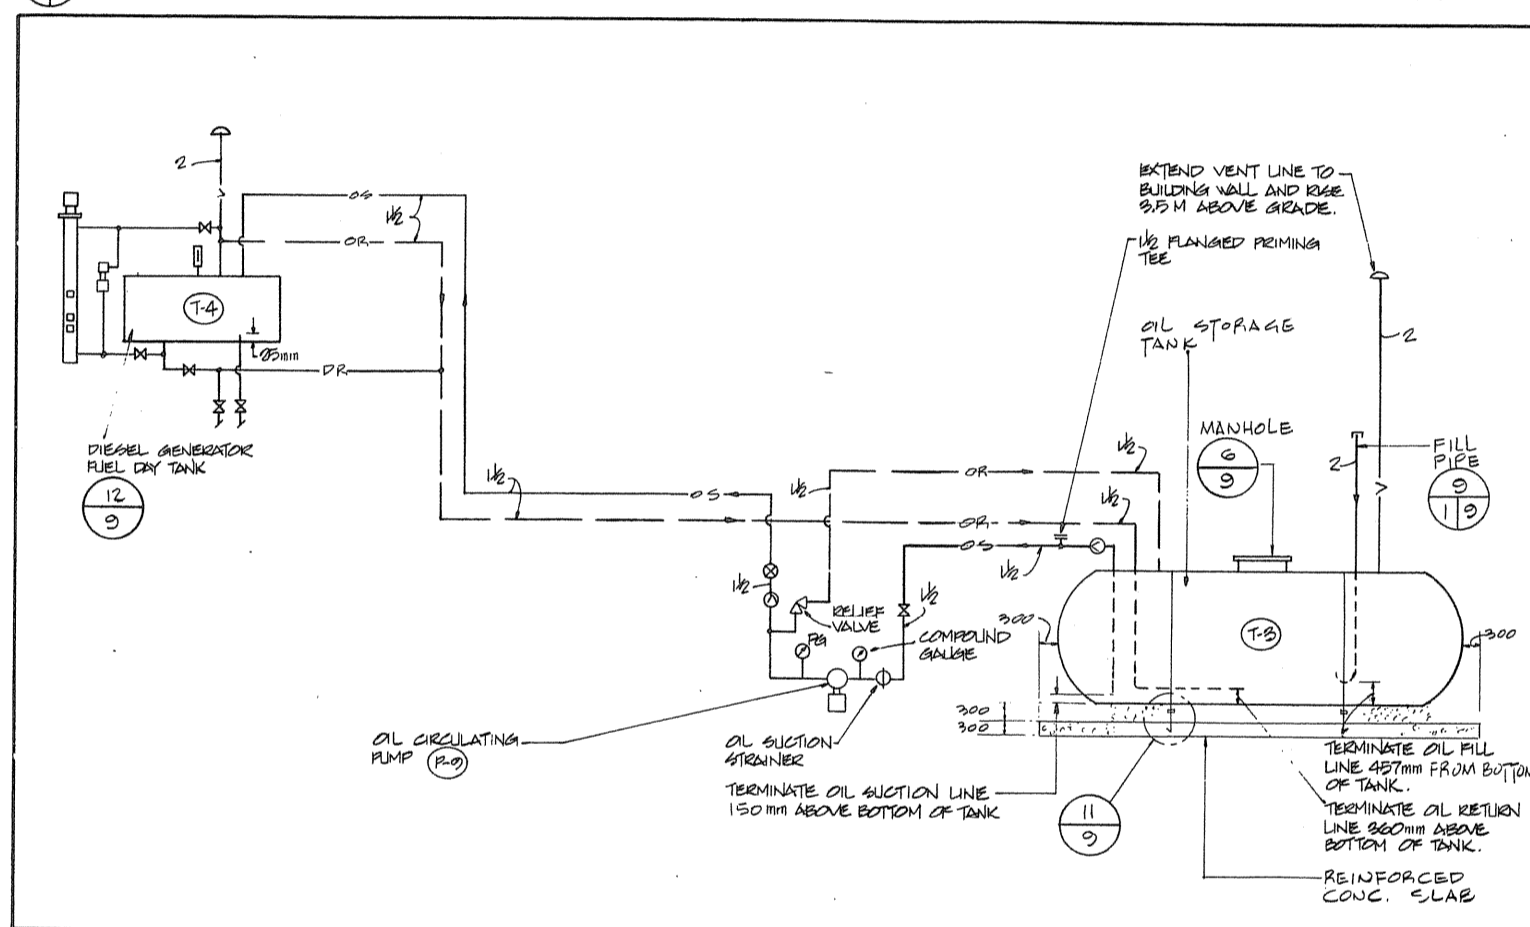 2
OS
1½
OR
T-4
25mm
DR
DIESEL GENERATOR
FUEL DAY TANK
12
9
EXTEND VENT LINE TO
BUILDING WALL AND RISE
3.5 M ABOVE GRADE.
1½ FLANGED PRIMING
TEE
OIL STORAGE
TANK
2
MANHOLE
6
9
2
FILL
PIPE
9
1 9
1½
OS
1½
OR
1½
OR
OR
1½
OS
1½
1½
1½
RELIEF
VALVE
PG
COMPOUND
GAUGE
300
T-3
300
300
300
OIL CIRCULATING
PUMP P-9
OIL SUCTION
STRAINER
TERMINATE OIL SUCTION LINE
150 mm ABOVE BOTTOM OF TANK
11
9
TERMINATE OIL FILL
LINE 457mm FROM BOTTOM
OF TANK.
TERMINATE OIL RETURN
LINE 360mm ABOVE
BOTTOM OF TANK.
REINFORCED
CONC. SLAB